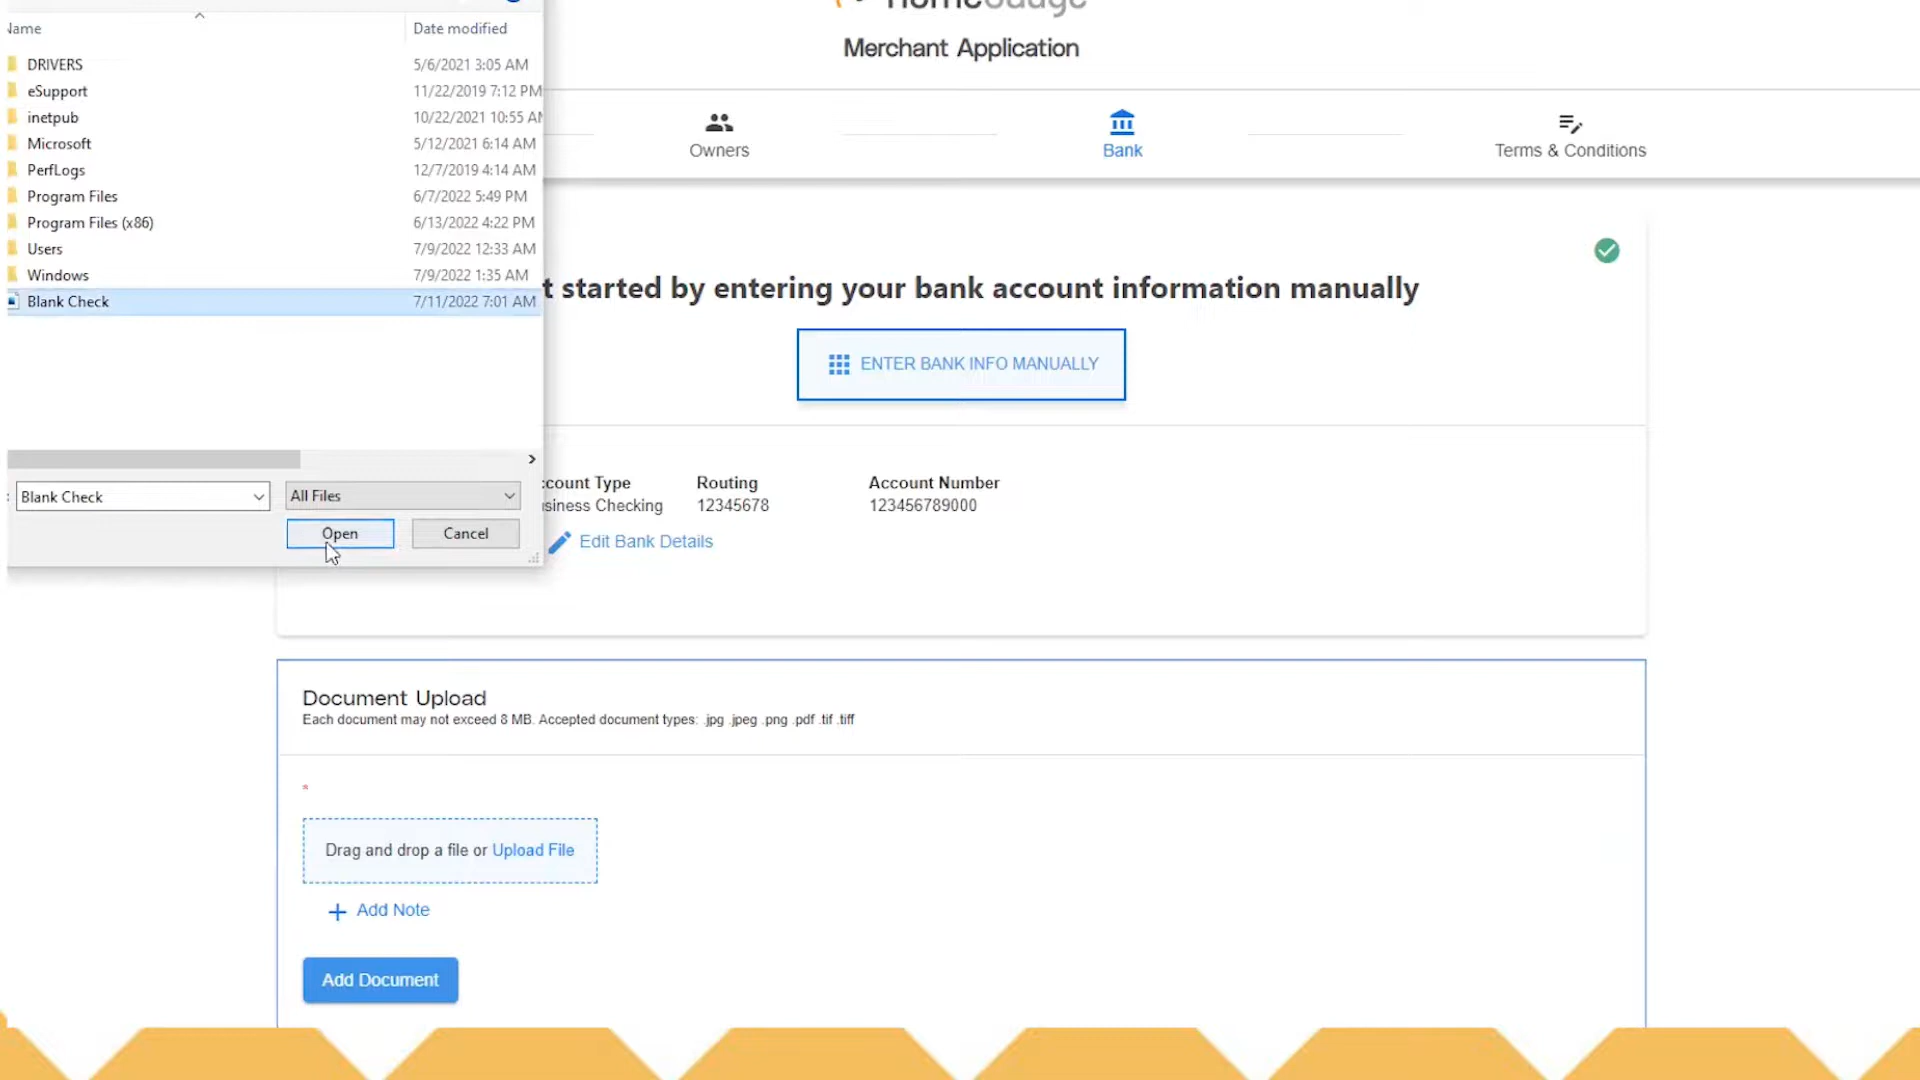 Name
Date modified
DRIVERS
5/6/2021 3:05 AM
eSupport
11/22/2019 7:12 PM
inetpub
10/22/2021 10:55 AM
Microsoft
5/12/2021 6:14 AM
PerfLogs
12/7/2019 4:14 AM
Program Files
6/7/2022 5:49 PM
Program Files (x86)
6/13/2022 4:22 PM
Users
7/9/2022 12:33 AM
Windows
7/9/2022 1:35 AM
Blank Check
7/11/2022 7:01 AM
Blank Check
All Files
Open
Cancel
HomeGauge
Merchant Application
Owners
Bank
Terms & Conditions
t started by entering your bank account information manually
ENTER BANK INFO MANUALLY
count Type
Routing
Account Number
siness Checking
12345678
123456789000
Edit Bank Details
Document Upload
Each document may not exceed 8 MB. Accepted document types: .jpg .jpeg .png .pdf .tif .tiff
*
Drag and drop a file or Upload File
+ Add Note
Add Document